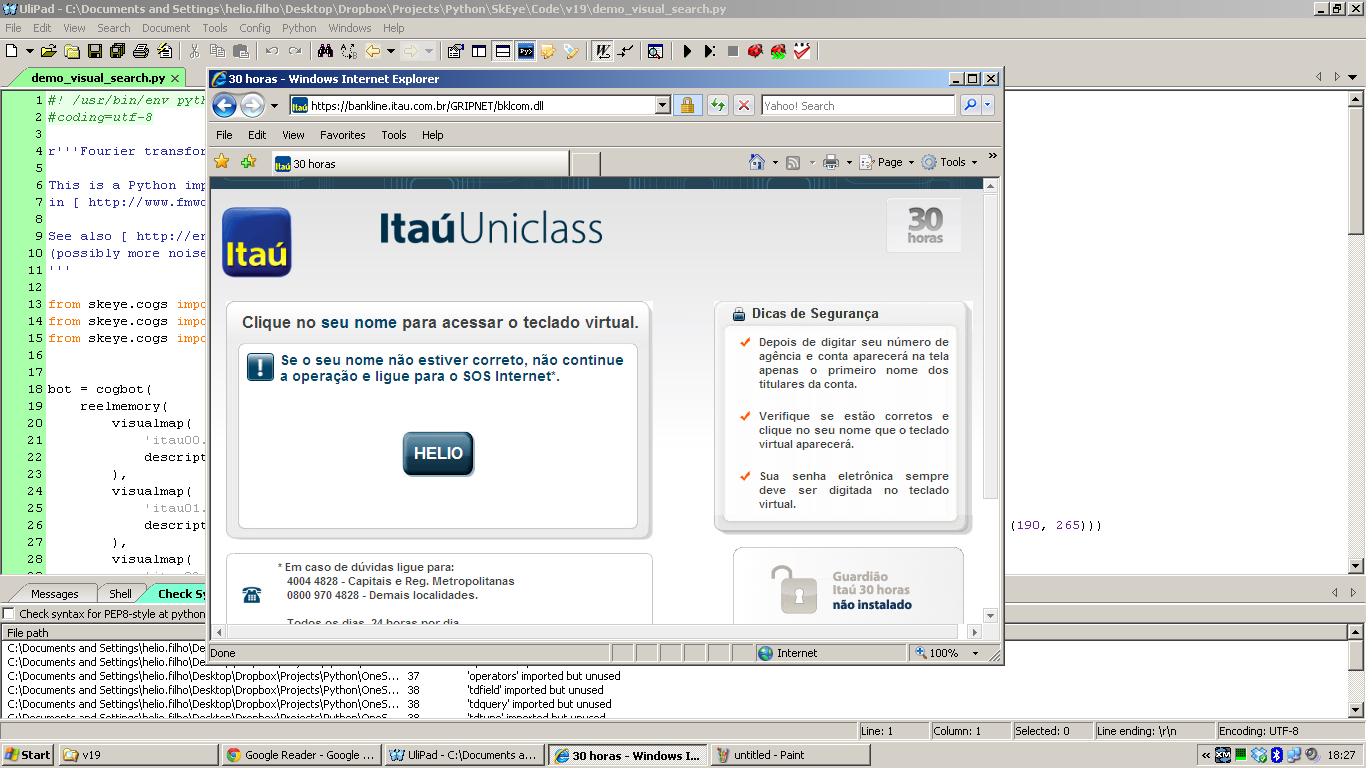 UliPad - C:\Documents and Settings\helio.filho\Desktop\Dropbox\Projects\Python\SkEye\Code\v19\demo_visual_search.py
File Edit View Search Document Tools Config Python Windows Help
demo_visual_search.py
1 #! /usr/bin/env pyth
2 #coding=utf-8
3
4 r'''Fourier transfor
5
6 This is a Python imp
7 in [ http://www.fmwc
8
9 See also [ http://er
10 (possibly more noise
11 '''
12
13 from skeye.cogs impo
14 from skeye.cogs impo
15 from skeye.cogs impo
16
17
18 bot = cogbot(
19 reelmemory(
20 visualmap(
21 'itau00.
22 descript
23 ),
24 visualmap(
25 'itau01.
26 descript (190, 265)))
27 ),
28 visualmap(
30 horas - Windows Internet Explorer
https://bankline.itau.com.br/GRIPNET/bklcom.dll
Yahoo! Search
File Edit View Favorites Tools Help
Itaú 30 horas
Page Tools »
Itaú
ItaúUniclass
30
horas
Clique no seu nome para acessar o teclado virtual.
! Se o seu nome não estiver correto, não continue
a operação e ligue para o SOS Internet*.
HELIO
Dicas de Segurança
Depois de digitar seu número de
agência e conta aparecerá na tela
apenas o primeiro nome dos
titulares da conta.
Verifique se estão corretos e
clique no seu nome que o teclado
virtual aparecerá.
Sua senha eletrônica sempre
deve ser digitada no teclado
virtual.
* Em caso de dúvidas ligue para:
4004 4828 - Capitais e Reg. Metropolitanas
0800 970 4828 - Demais localidades.
Todos os dias, 24 horas por dia
Guardião
Itaú 30 horas
não instalado
Done Internet 100%
Messages Shell Check Sy
Check syntax for PEP8-style at python
File path
C:\Documents and Settings\helio.filho\De
C:\Documents and Settings\helio.filho\De
C:\Documents and Settings\helio.filho\Desktop\Dropbox\Projects\Python\OneS... 37 'operators' imported but unused
C:\Documents and Settings\helio.filho\Desktop\Dropbox\Projects\Python\OneS... 38 'tdfield' imported but unused
C:\Documents and Settings\helio.filho\Desktop\Dropbox\Projects\Python\OneS... 38 'tdquery' imported but unused
C:\Documents and Settings\helio.filho\Desktop\Dropbox\Projects\Python\OneS... 38 'tdtype' imported but unused
Line: 1 Column: 1 Selected: 0 Line ending: \r\n Encoding: UTF-8
Start v19 Google Reader - Google ... UliPad - C:\Documents a... 30 horas - Windows I... untitled - Paint « 18:27